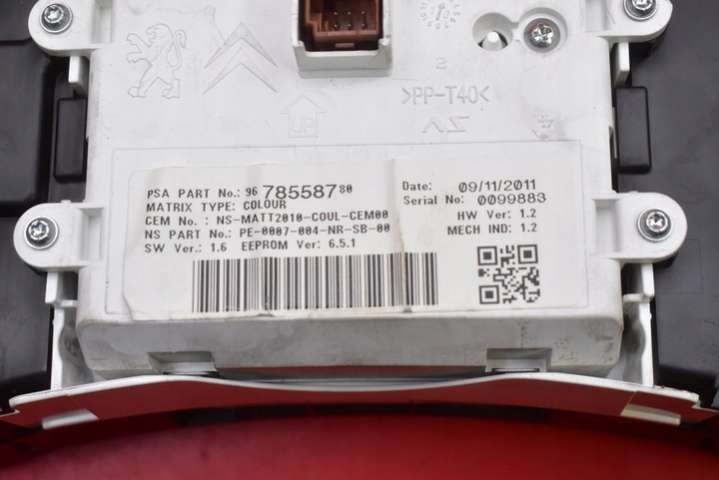 2
>PP-T40<
UP
PSA PART No.: 96 785587 80
MATRIX TYPE: COLOUR
CEM No. : NS-MATT2010-COUL-CEM00
NS PART No.: PE-0007-004-NR-SB-00
SW Ver.: 1.6 EEPROM Ver: 6.5.1
Date: 09/11/2011
Serial No: 0099883
HW Ver: 1.2
MECH IND: 1.2